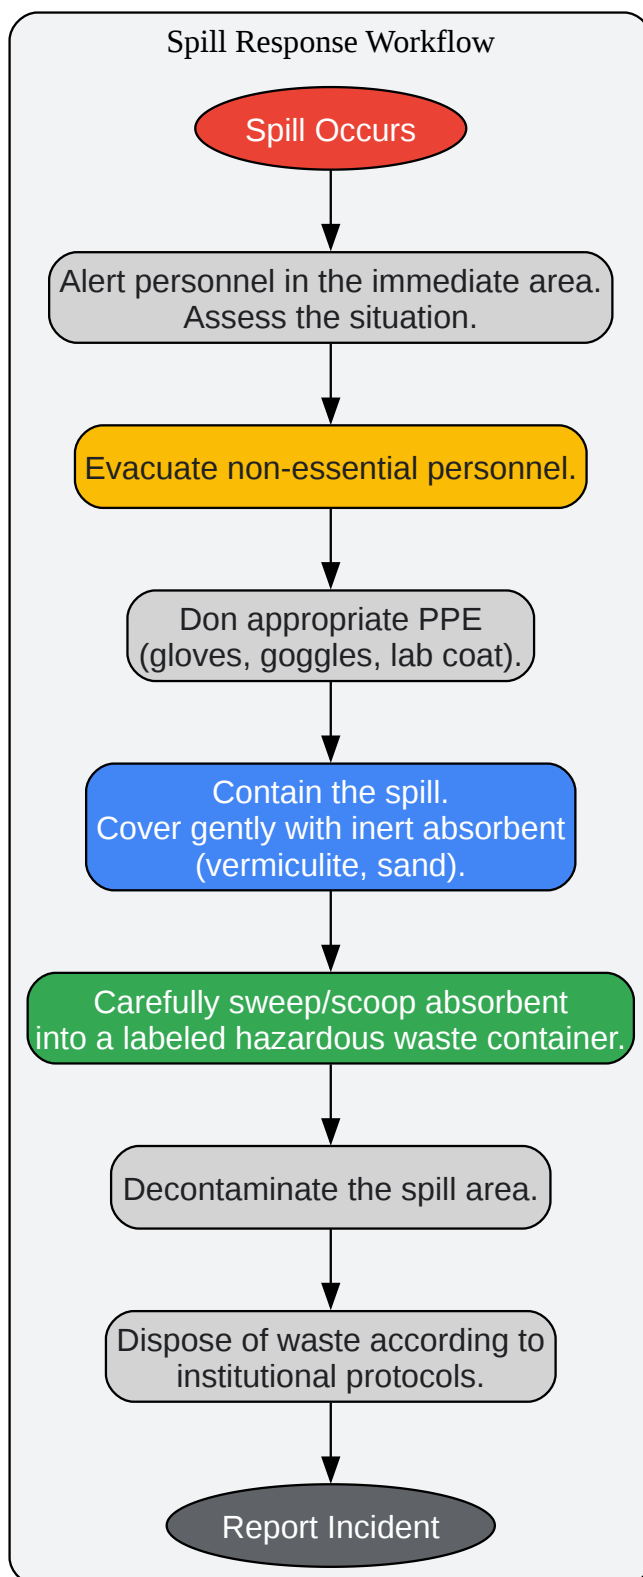 Spill Response Workflow
Spill Occurs
Alert personnel in the immediate area.
Assess the situation.
Evacuate non-essential personnel.
Don appropriate PPE
(gloves, goggles, lab coat).
Contain the spill.
Cover gently with inert absorbent
(vermiculite, sand).
Carefully sweep/scoop absorbent
into a labeled hazardous waste container.
Decontaminate the spill area.
Dispose of waste according to
institutional protocols.
Report Incident